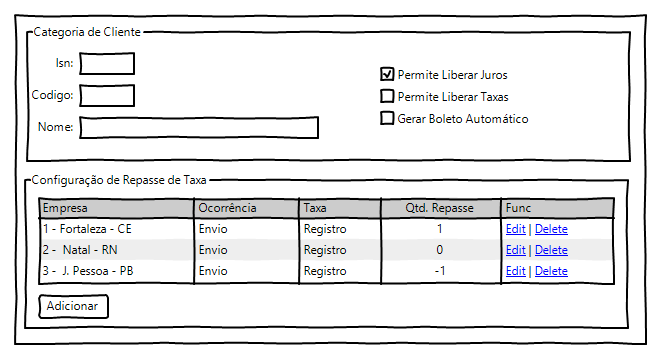 Categoria de Cliente
Isn:
Codigo:
Nome:
Permite Liberar Juros
Permite Liberar Taxas
Gerar Boleto Automático
Configuração de Repasse de Taxa
Empresa Ocorrência Taxa Qtd. Repasse Func
1 - Fortaleza - CE Envio Registro 1 Edit | Delete
2 - Natal - RN Envio Registro 0 Edit | Delete
3 - J. Pessoa - PB Envio Registro -1 Edit | Delete
Adicionar